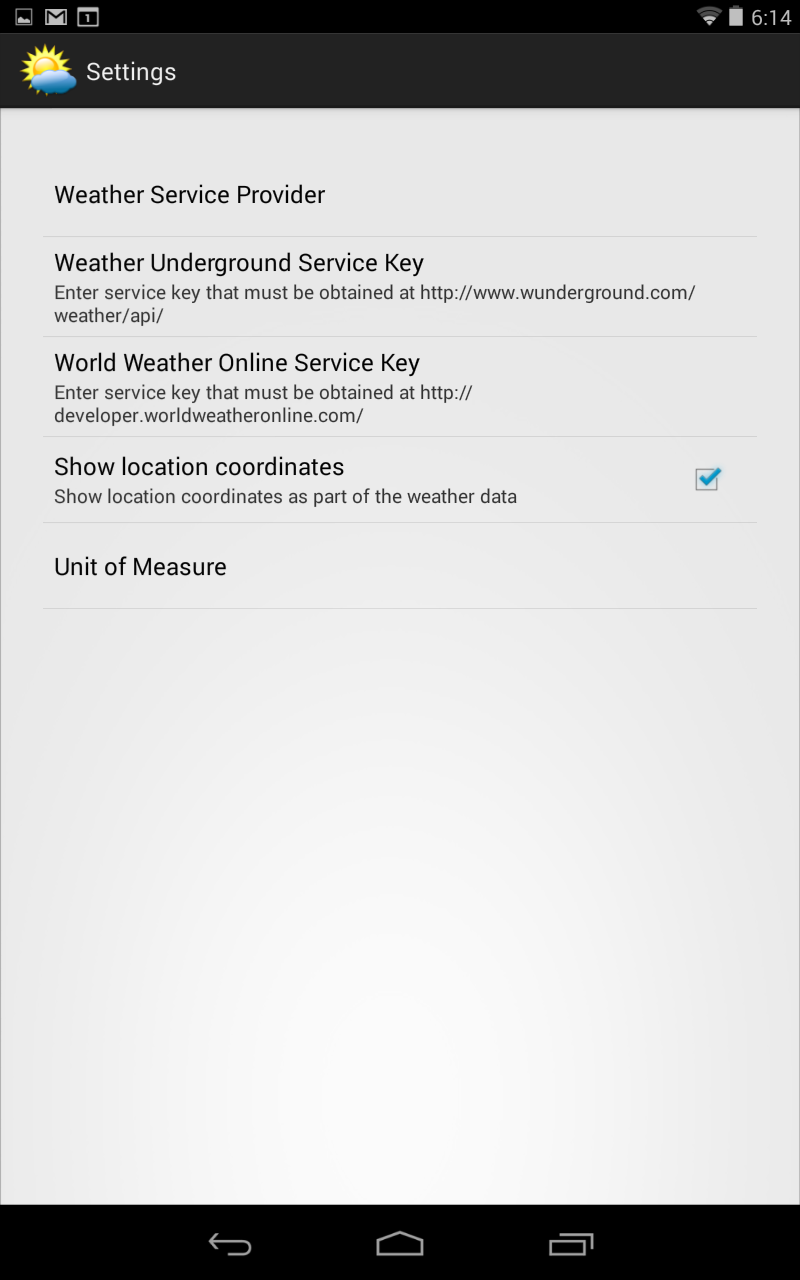 1
6:14
Settings
Weather Service Provider
Weather Underground Service Key
Enter service key that must be obtained at http://www.wunderground.com/
weather/api/
World Weather Online Service Key
Enter service key that must be obtained at http://
developer.worldweatheronline.com/
Show location coordinates
Show location coordinates as part of the weather data
Unit of Measure